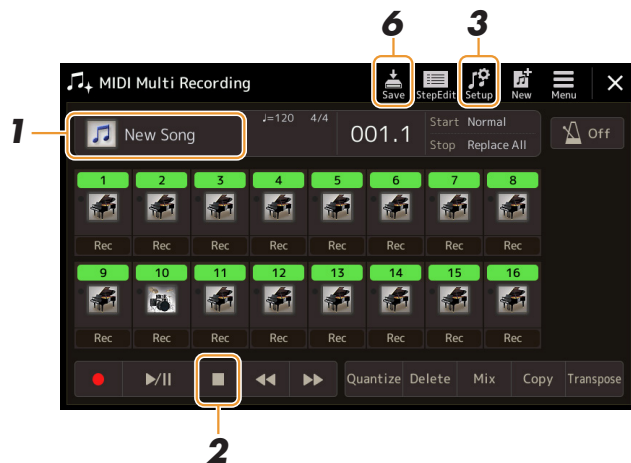 6 3
MIDI Multi Recording Save StepEdit Setup New Menu
1
New Song ♩=120 4/4 001.1 Start Normal Off
Stop Replace All
1 2 3 4 5 6 7 8
Rec Rec Rec Rec Rec Rec Rec Rec
9 10 11 12 13 14 15 16
Rec Rec Rec Rec Rec Rec Rec Rec
Quantize Delete Mix Copy Transpose
2